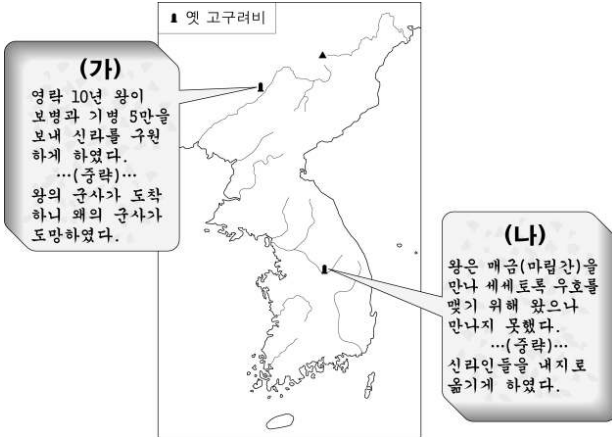 옛 고구려비
(가)
영락 10년 왕이
보병과 기병 5만을
보내 신라를 구원
하게 하였다.
…(중략)…
왕의 군사가 도착
하니 왜의 군사가
도망하였다.
(나)
왕은 매금(마립간)을
만나 세세토록 우호를
맺기 위해 왔으나
만나지 못했다.
…(중략)…
신라인들을 내지로
옮기게 하였다.